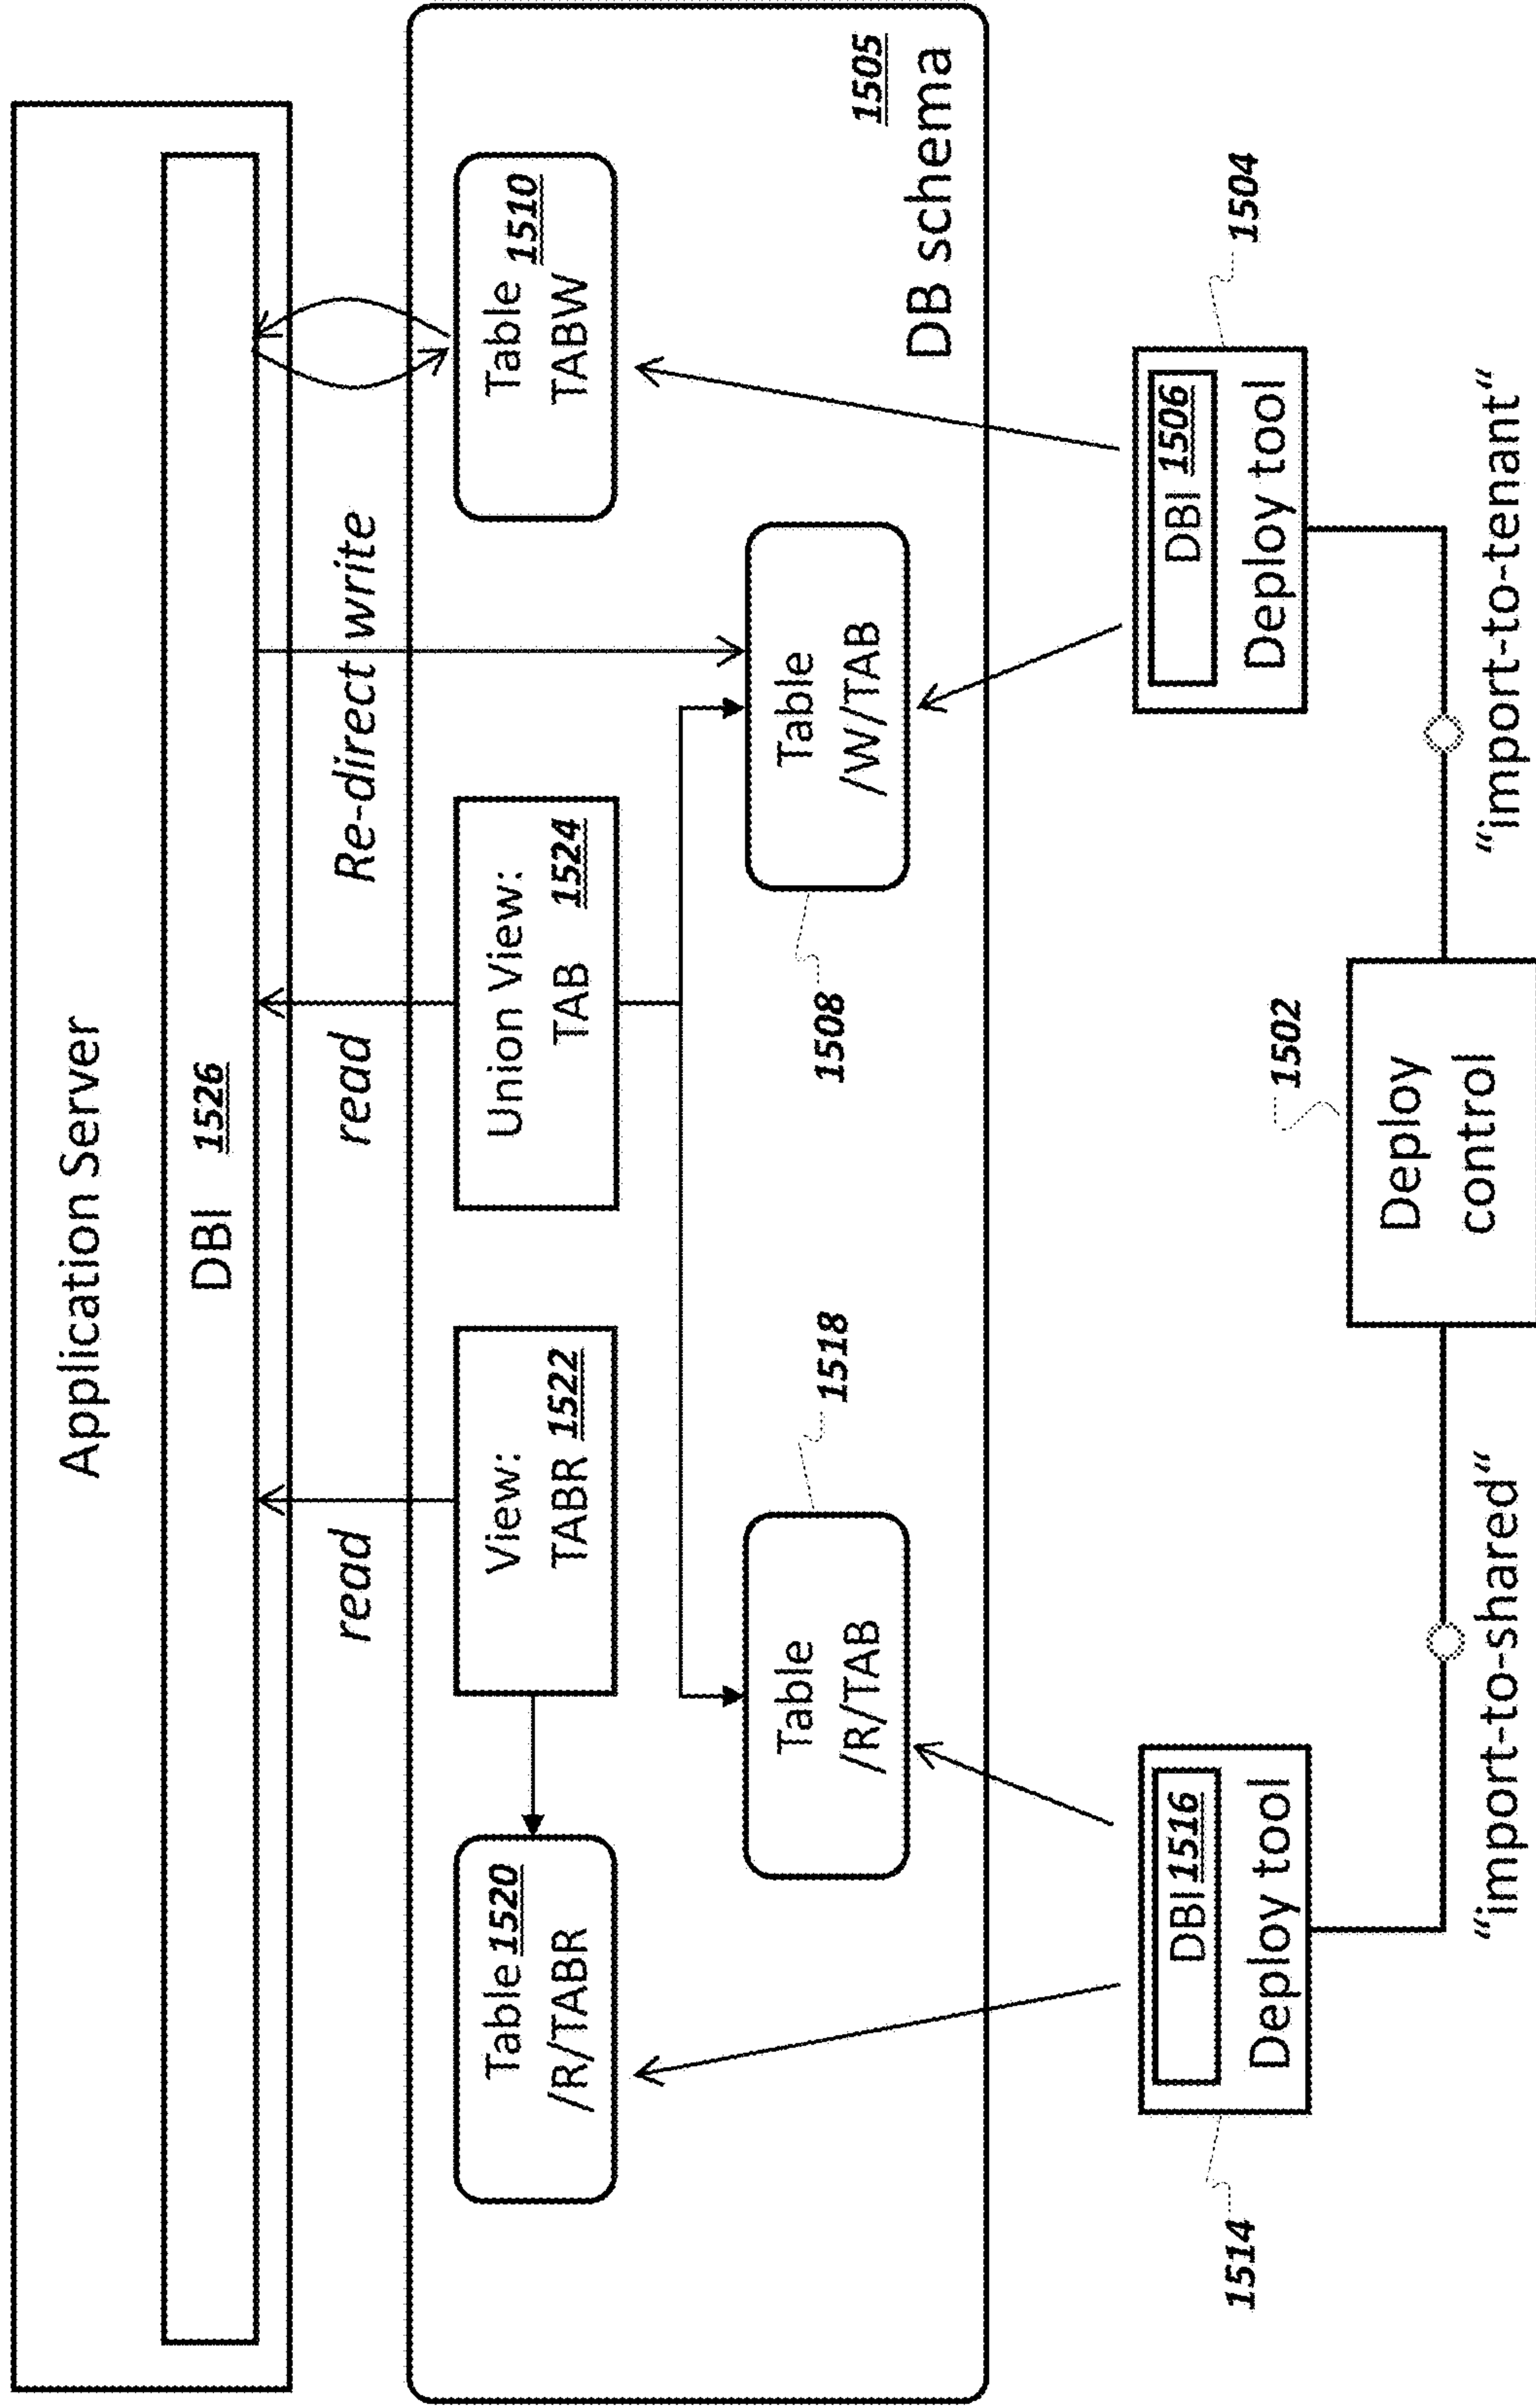 Application Server
DBI 1526
read
read
Re-direct write
Table 1520
/R/TABR
View:
TABR 1522
Union View:
TAB 1524
Table 1510
TABW
Table
/R/TAB
1518
1508
Table
/W/TAB
1505
DB schema
1514
DBI 1516
Deploy tool
1502
Deploy
control
DBI 1506
Deploy tool
1504
“import-to-shared“
“import-to-tenant“